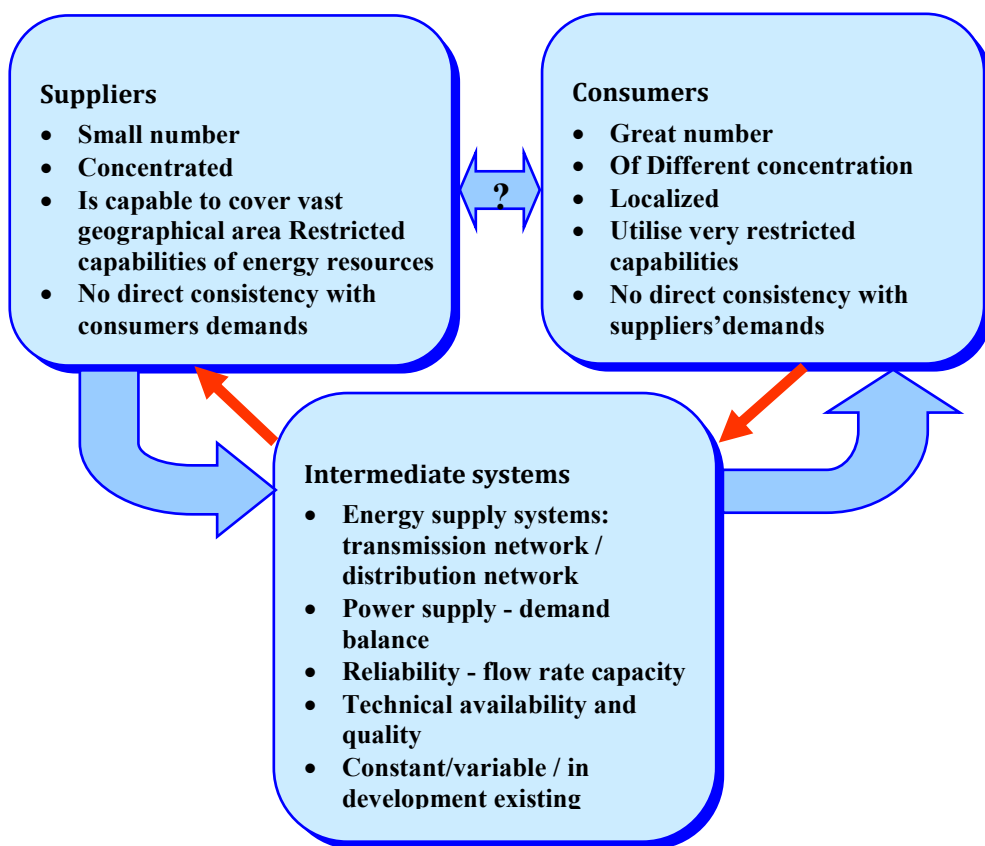 Suppliers
• Small number
• Concentrated
• Is capable to cover vast
geographical area Restricted
capabilities of energy resources
• No direct consistency with
consumers demands
?
Consumers
• Great number
• Of Different concentration
• Localized
• Utilise very restricted
capabilities
• No direct consistency with
suppliers’demands
Intermediate systems
• Energy supply systems:
transmission network /
distribution network
• Power supply - demand
balance
• Reliability - flow rate capacity
• Technical availability and
quality
• Constant/variable / in
development existing